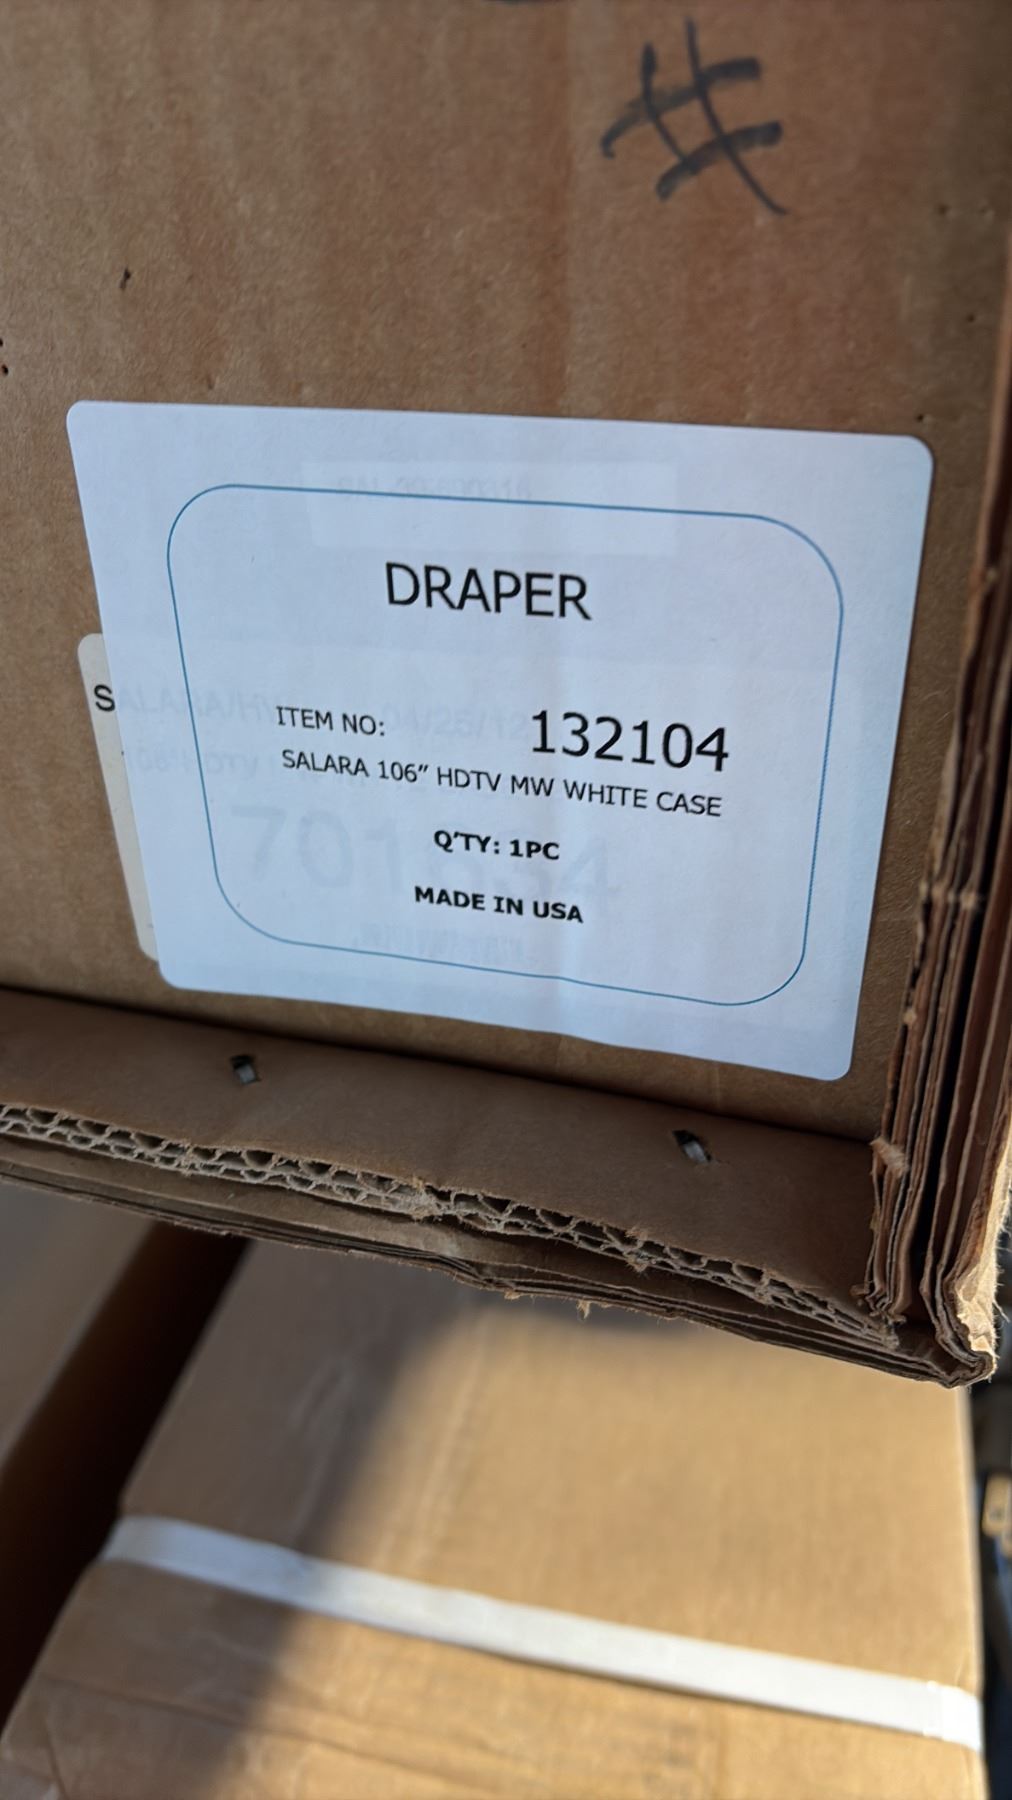 #
DRAPER
S
ITEM NO: 132104
SALARA 106" HDTV MW WHITE CASE
Q'TY: 1PC
MADE IN USA